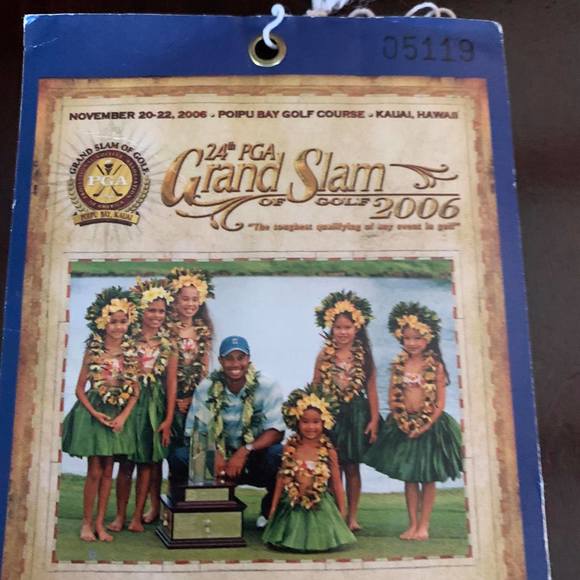 05119
NOVEMBER 20-22, 2006 • POIPU BAY GOLF COURSE • KAUAI, HAWAII
GRAND SLAM OF GOLF
PGA
POIPU BAY, KAUAI
24th PGA
Grand Slam
OF GOLF 2006
"The toughest qualifying of any event in golf"